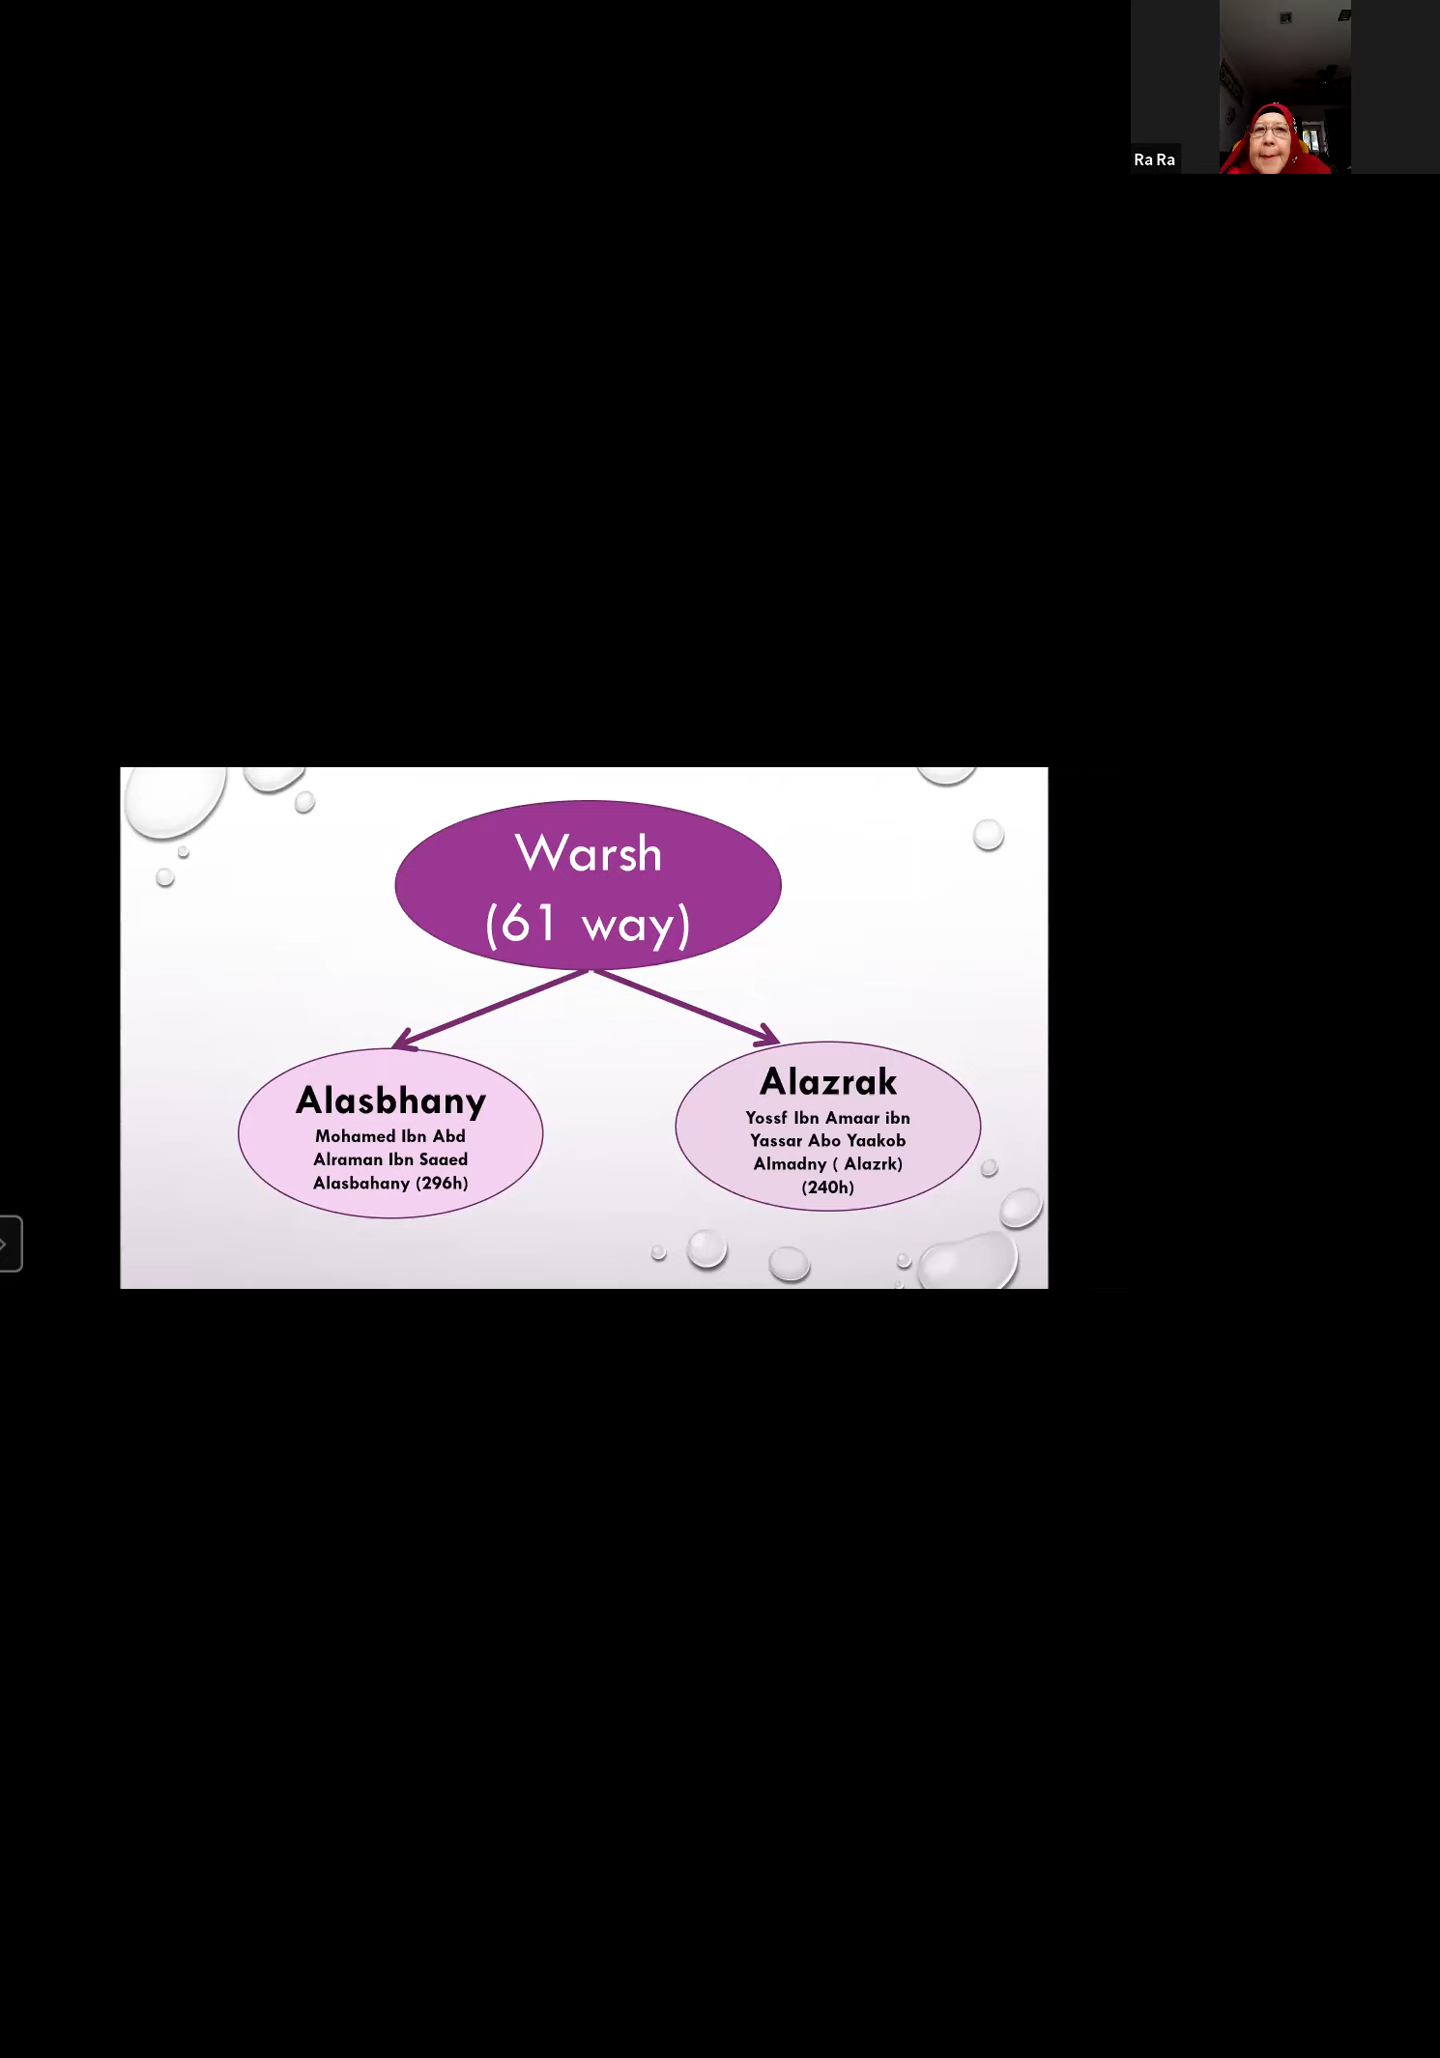 Ra Ra
Warsh
(61 way)
Alasbhany
Mohamed Ibn Abd
Alraman Ibn Saaed
Alasbahany (296h)
Alazrak
Yossf Ibn Amaar ibn
Yassar Abo Yaakob
Almadny ( Alazrk)
(240h)